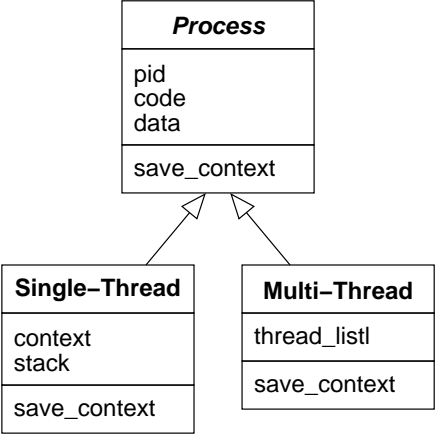 Process
pid
code
data
save_context
Single–Thread
context
stack
save_context
Multi–Thread
thread_listl
save_context